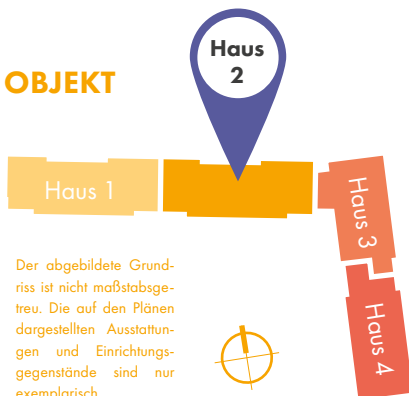 Haus
2
OBJEKT
Haus 1
Haus 3
Haus 4
Der abgebildete Grund-
riss ist nicht maßstabsge-
treu. Die auf den Plänen
dargestellten Ausstattun-
gen und Einrichtungs-
gegenstände sind nur
exemplarisch